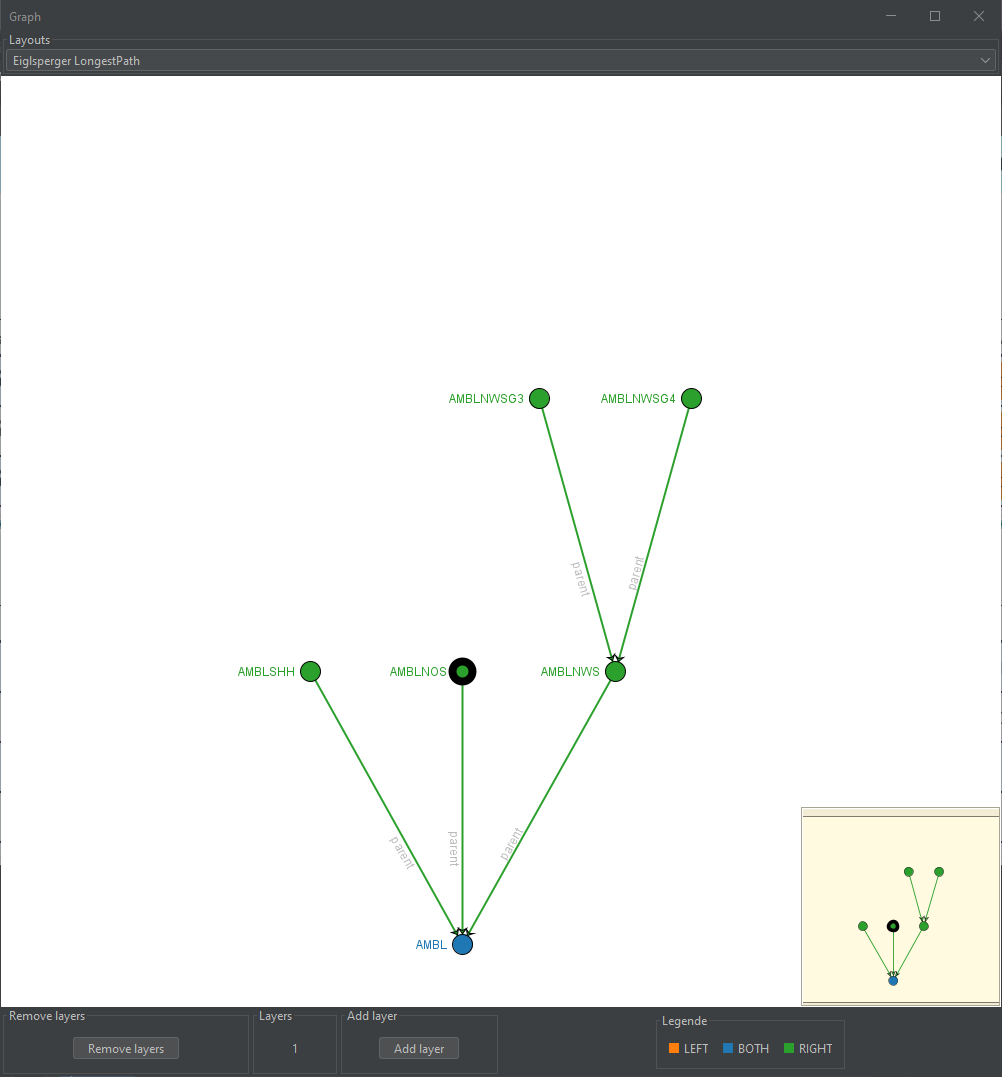 Graph
Layouts
Eiglsperger LongestPath
AMBLNWSG3
AMBLNWSG4
parent
parent
AMBLSHH
AMBLNOS
AMBLNWS
parent
parent
parent
AMBL
Remove layers
Layers
Add layer
Legende
Remove layers
1
Add layer
LEFT
BOTH
RIGHT